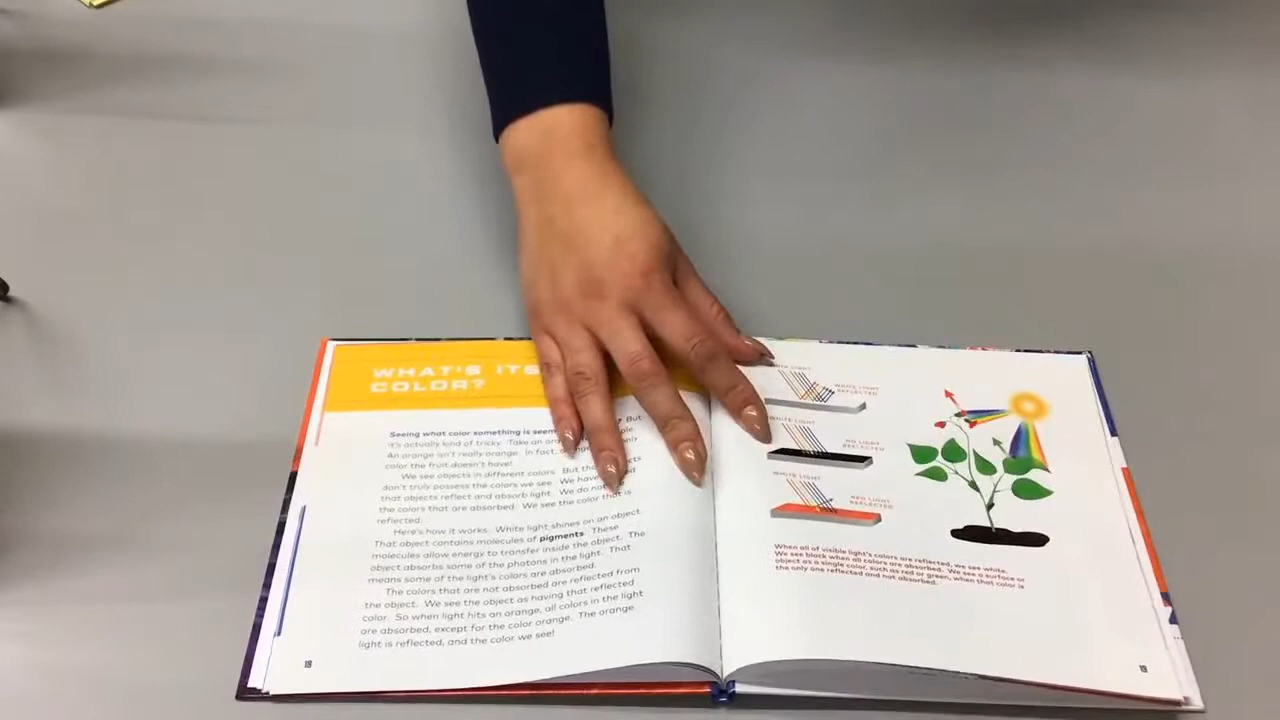 WHAT'S ITS
COLOR?
Seeing what color something is seem ? But
it's actually kind of tricky. Take an ora ple.
An orange isn't really orange. In fact, only
color the fruit doesn't have!
We see objects in different colors. But the
don't truly possess the colors we see. We have
that objects reflect and absorb light. We do not
the colors that are absorbed. We see the color that is
reflected.
Here's how it works. White light shines on an object.
That object contains molecules of pigments. These
molecules allow energy to transfer inside the object. The
object absorbs some of the photons in the light. That
means some of the light's colors are absorbed.
The colors that are not absorbed are reflected from
the object. We see the object as having that reflected
color. So when light hits an orange, all colors in the light
are absorbed, except for the color orange. The orange
light is reflected, and the color we see!
18
LIGHT
WHITE LIGHT
REFLECTED
WHITE LIGHT
NO LIGHT
REFLECTED
WHITE LIGHT
RED LIGHT
REFLECTED
When all of visible light's colors are reflected, we see white.
We see black when all colors are absorbed. We see a surface or
object as a single color, such as red or green, when that color is
the only one reflected and not absorbed.
19